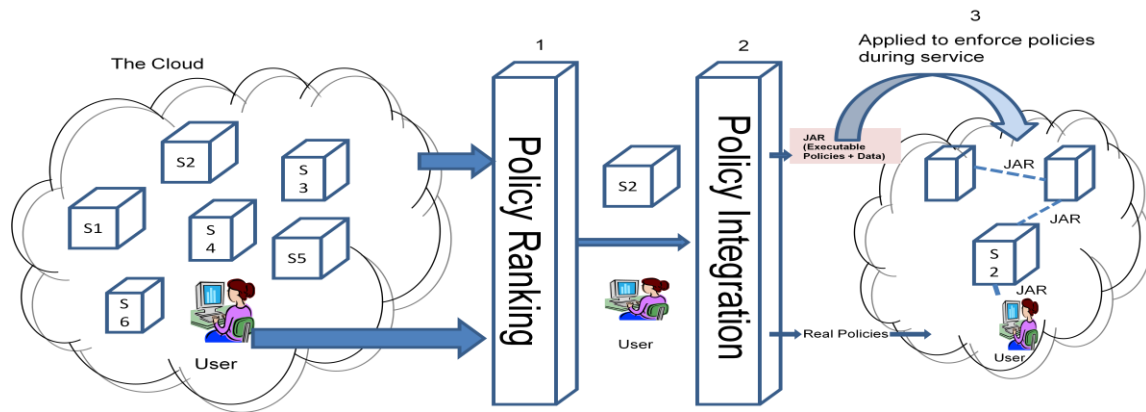 The Cloud
S2
S
3
S1
S
4
S5
S
6
User
1
Policy Ranking
S2
User
2
Policy Integration
JAR
(Executable
Policies + Data)
Real Policies
3
Applied to enforce policies
during service
JAR
JAR
S
2
JAR
User